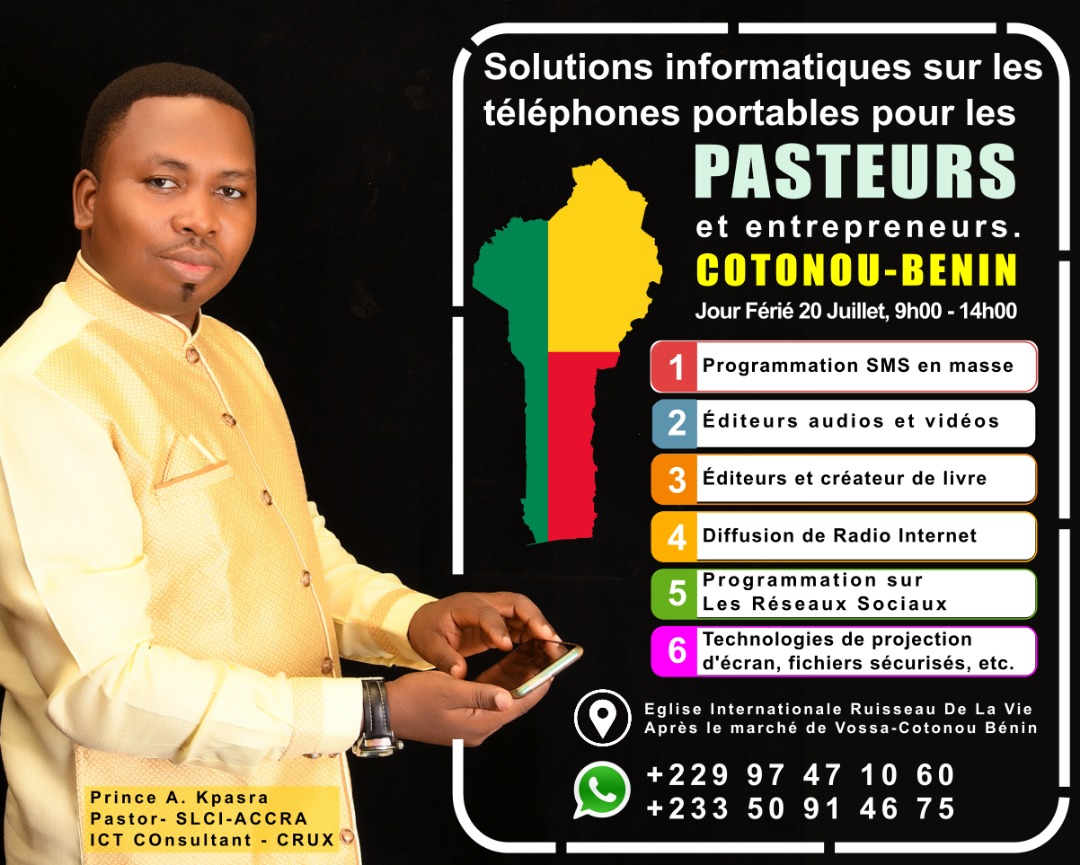 Solutions informatiques sur les
téléphones portables pour les
PASTEURS
et entrepreneurs.
COTONOU-BENIN
Jour Férié 20 Juillet, 9h00 - 14h00
1 Programmation SMS en masse
2 Éditeurs audios et vidéos
3 Éditeurs et créateur de livre
4 Diffusion de Radio Internet
5 Programmation sur
Les Réseaux Sociaux
6 Technologies de projection
d'écran, fichiers sécurisés, etc.
Eglise Internationale Ruisseau De La Vie
Après le marché de Vossa-Cotonou Bénin
+229 97 47 10 60
+233 50 91 46 75
Prince A. Kpasra
Pastor- SLCI-ACCRA
ICT COnsultant - CRUX